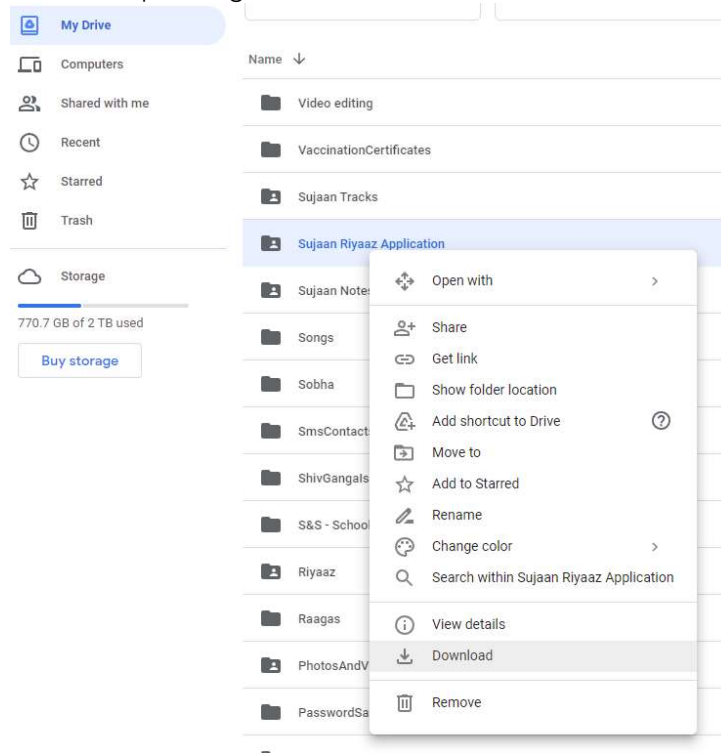 My Drive
Computers
Shared with me
Recent
Starred
Trash
Storage
770.7 GB of 2 TB used
Buy storage
Name
Video editing
VaccinationCertificates
Sujaan Tracks
Sujaan Riyaaz Application
Sujaan Notes
Songs
Sobha
SmsContact
ShivGangaIs
S&S - School
Riyaaz
Raagas
PhotosAndV
PasswordSa
Open with
Share
Get link
Show folder location
Add shortcut to Drive
Move to
Add to Starred
Rename
Change color
Search within Sujaan Riyaaz Application
View details
Download
Remove